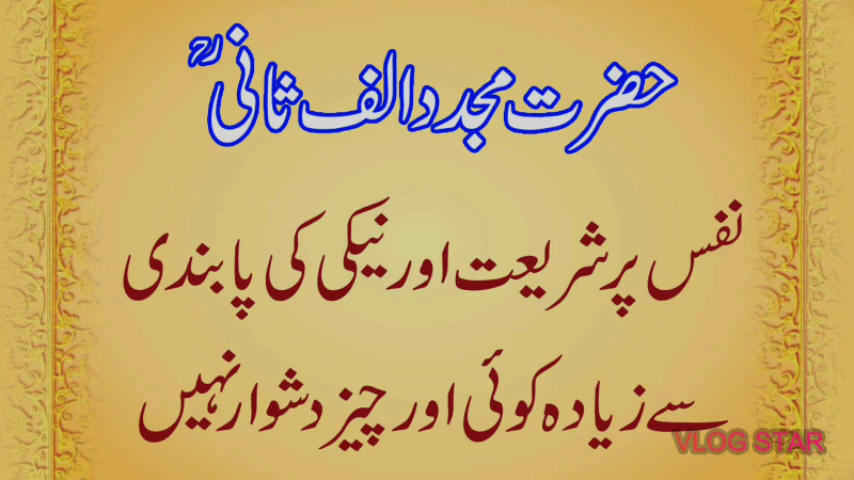 حضرت مجدد الف ثانیؒ
نفس پر شریعت اور نیکی کی پابندی
سے زیادہ کوئی اور چیز دشوار نہیں
VLOG STAR